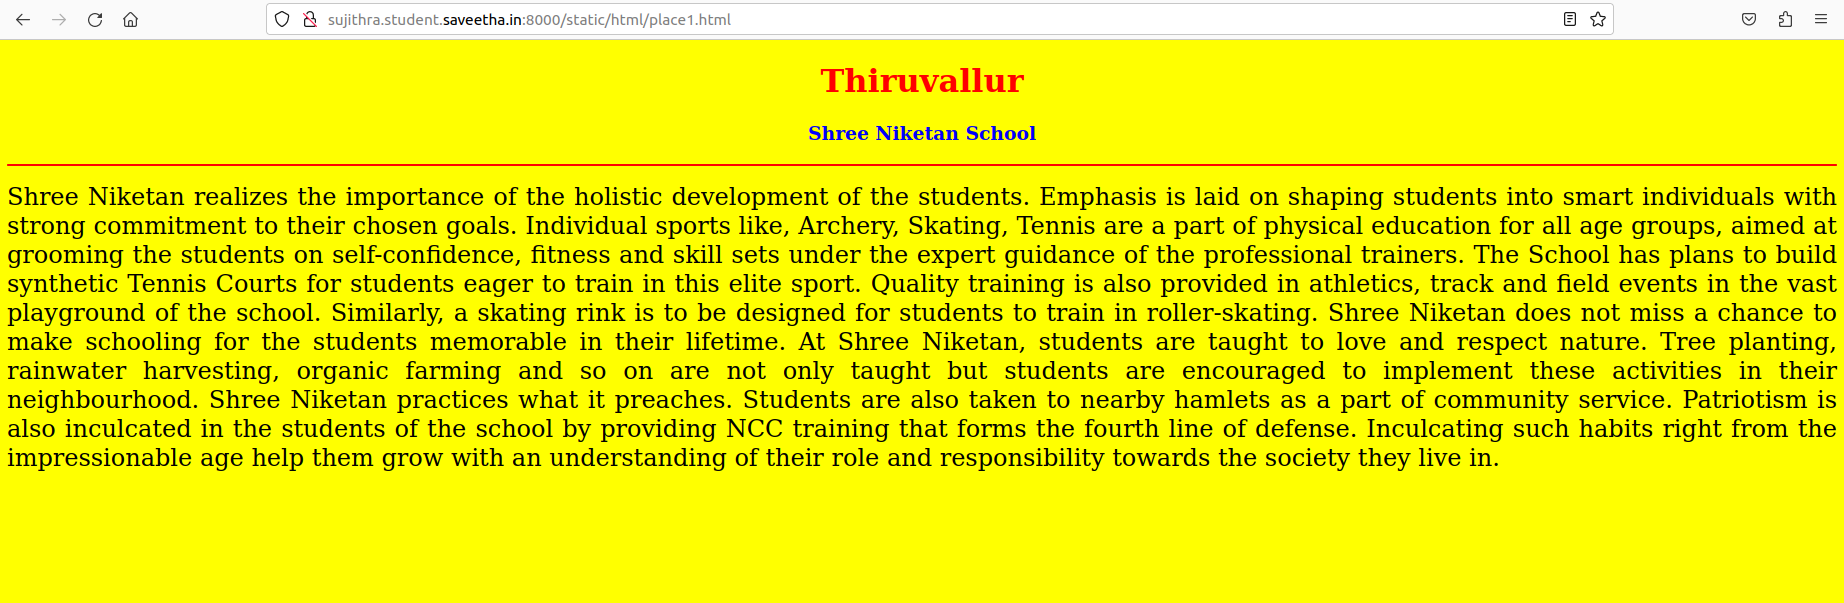 sujithra.student.saveetha.in:8000/static/html/place1.html
Thiruvallur
Shree Niketan School
Shree Niketan realizes the importance of the holistic development of the students. Emphasis is laid on shaping students into smart individuals with
strong commitment to their chosen goals. Individual sports like, Archery, Skating, Tennis are a part of physical education for all age groups, aimed at
grooming the students on self-confidence, fitness and skill sets under the expert guidance of the professional trainers. The School has plans to build
synthetic Tennis Courts for students eager to train in this elite sport. Quality training is also provided in athletics, track and field events in the vast
playground of the school. Similarly, a skating rink is to be designed for students to train in roller-skating. Shree Niketan does not miss a chance to
make schooling for the students memorable in their lifetime. At Shree Niketan, students are taught to love and respect nature. Tree planting,
rainwater harvesting, organic farming and so on are not only taught but students are encouraged to implement these activities in their
neighbourhood. Shree Niketan practices what it preaches. Students are also taken to nearby hamlets as a part of community service. Patriotism is
also inculcated in the students of the school by providing NCC training that forms the fourth line of defense. Inculcating such habits right from the
impressionable age help them grow with an understanding of their role and responsibility towards the society they live in.